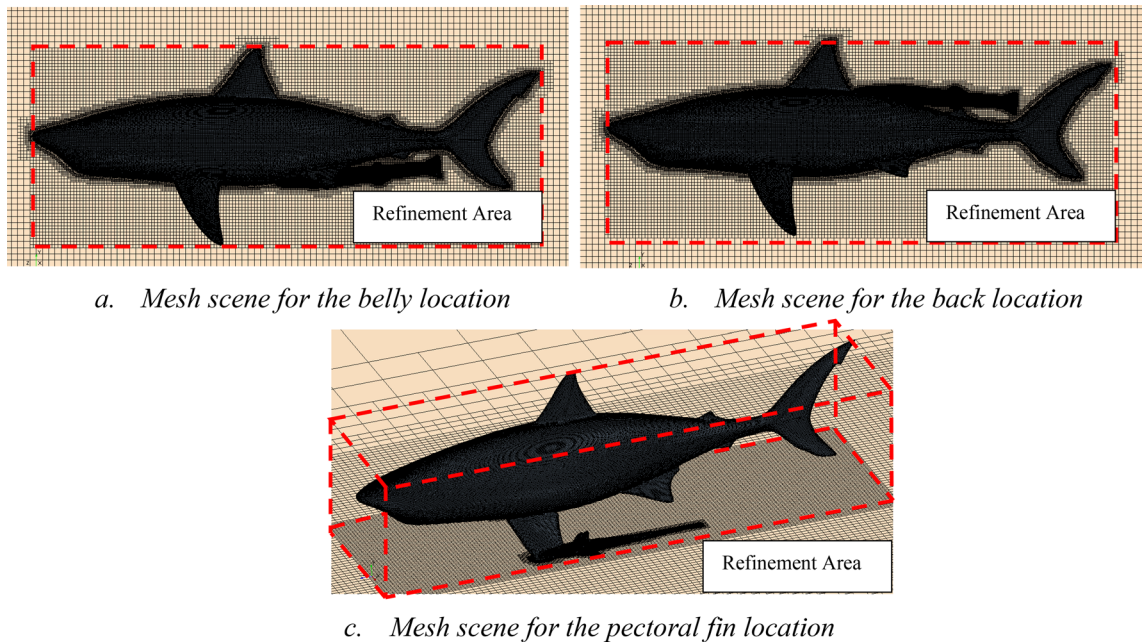 Refinement Area
Refinement Area
a. Mesh scene for the belly location
b. Mesh scene for the back location
Refinement Area
c. Mesh scene for the pectoral fin location